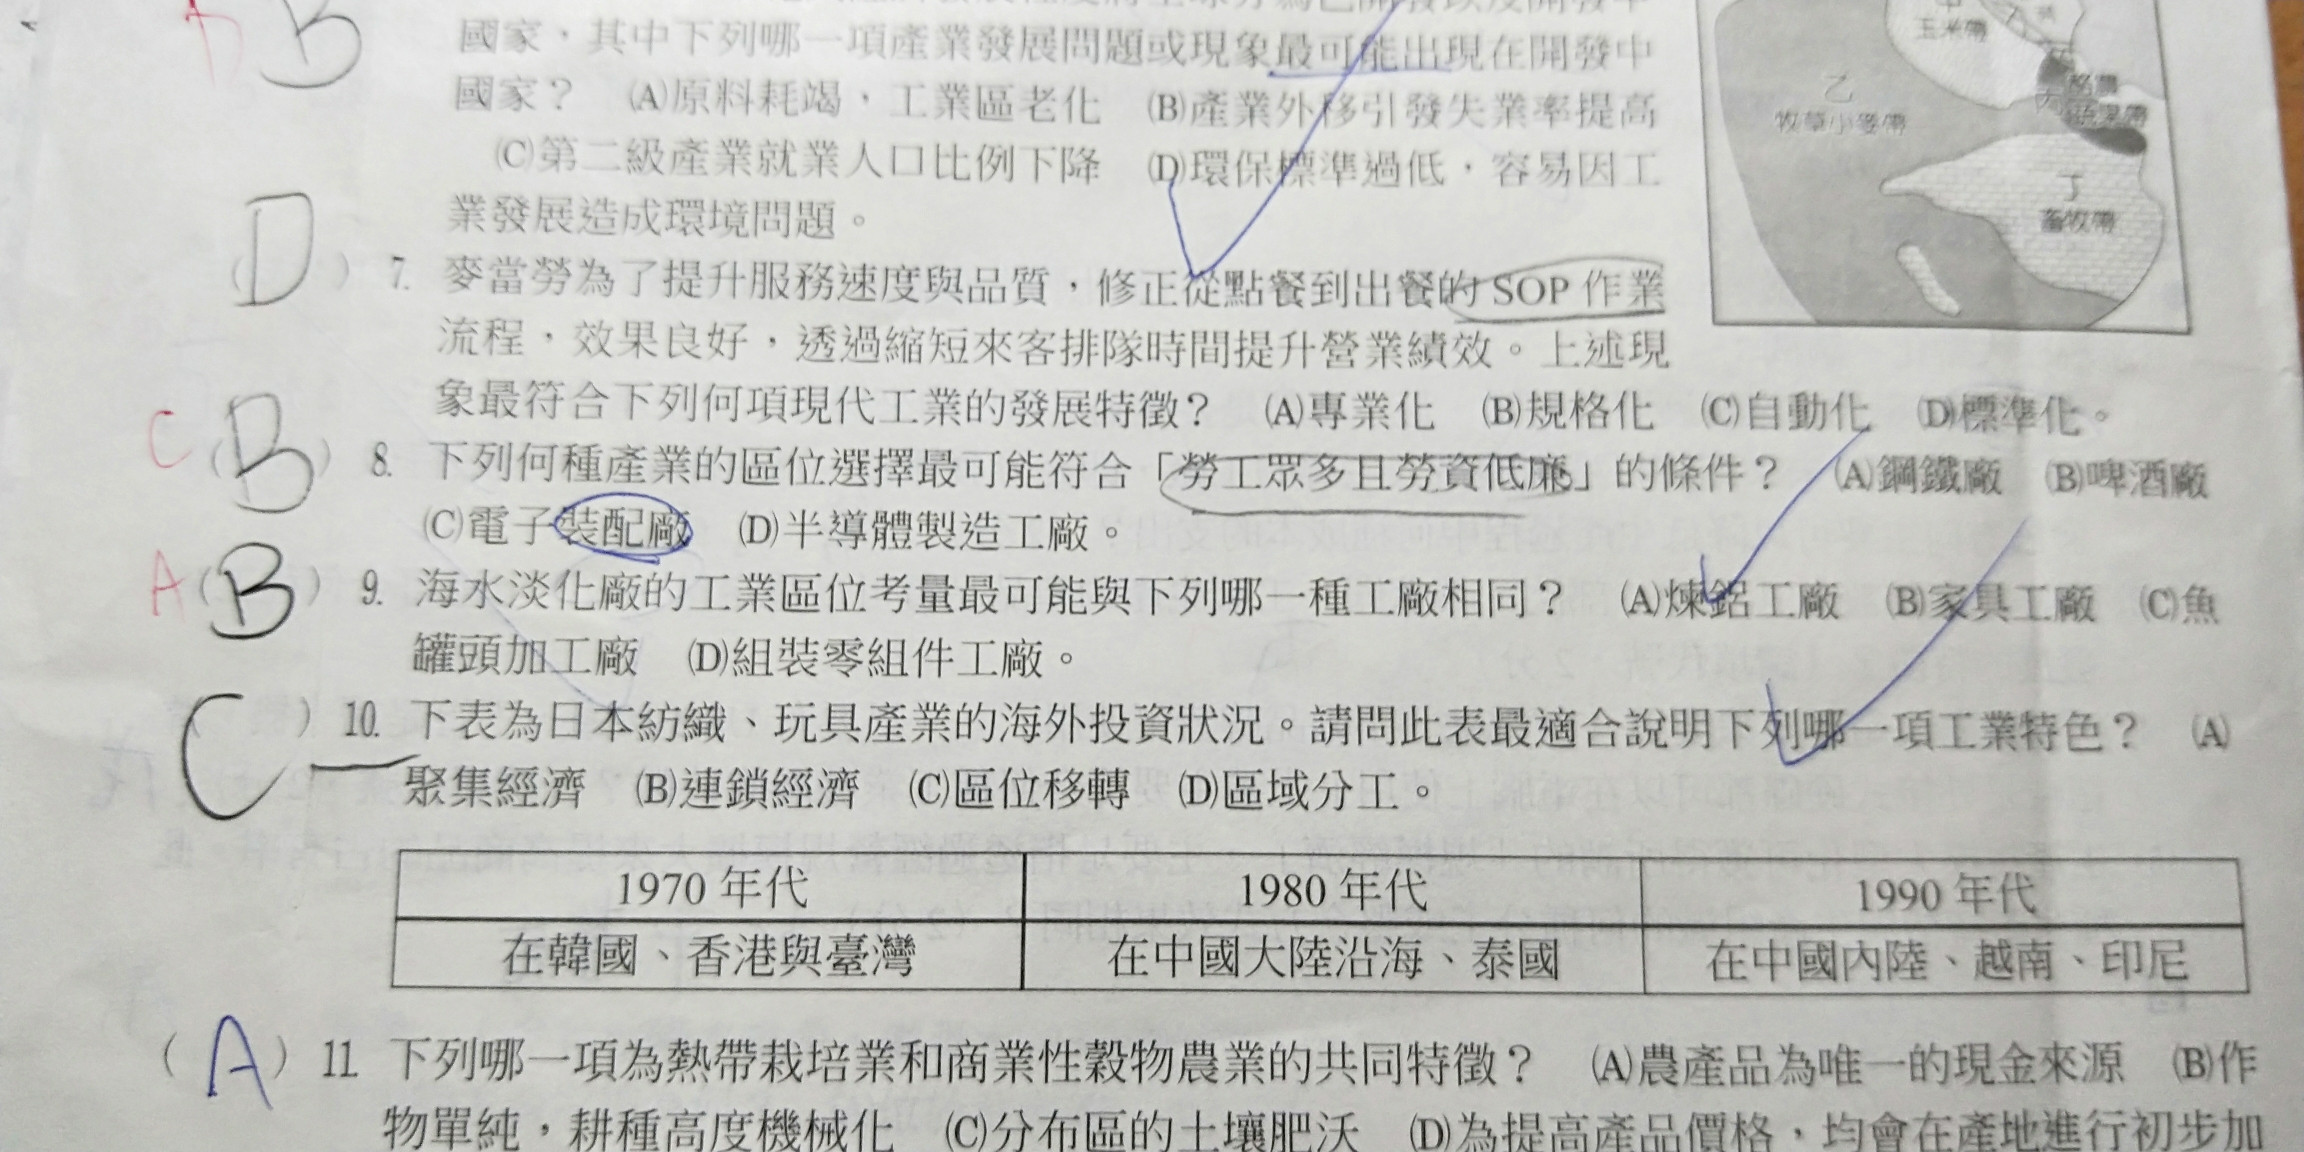 國家，其中下列哪一項產業發展問題或現象最可能出現在開發中
國家？ (A)原料耗竭，工業區老化 (B)產業外移引發失業率提高
(C)第二級產業就業人口比例下降 (D)環保標準過低，容易因工
業發展造成環境問題。
B
玉米帶
乙
牧草小麥帶
丁
畜牧帶
D
( ) 7. 麥當勞為了提升服務速度與品質，修正從點餐到出餐的 SOP 作業
流程，效果良好，透過縮短來客排隊時間提升營業績效。上述現
象最符合下列何項現代工業的發展特徵？ (A)專業化 (B)規格化 (C)自動化 (D)標準化。
C (B) 8. 下列何種產業的區位選擇最可能符合「勞工眾多且勞資低廉」的條件？ (A)鋼鐵廠 (B)啤酒廠
(C)電子裝配廠 (D)半導體製造工廠。
A (B) 9. 海水淡化廠的工業區位考量最可能與下列哪一種工廠相同？ (A)煉鋁工廠 (B)家具工廠 (C)魚
罐頭加工廠 (D)組裝零組件工廠。
C ) 10. 下表為日本紡織、玩具產業的海外投資狀況。請問此表最適合說明下列哪一項工業特色？ (A)
聚集經濟 (B)連鎖經濟 (C)區位移轉 (D)區域分工。
1970 年代 1980 年代 1990 年代
在韓國、香港與臺灣 在中國大陸沿海、泰國 在中國內陸、越南、印尼
(A) 11. 下列哪一項為熱帶栽培業和商業性穀物農業的共同特徵？ (A)農產品為唯一的現金來源 (B)作
物單純，耕種高度機械化 (C)分布區的土壤肥沃 (D)為提高產品價格，均會在產地進行初步加